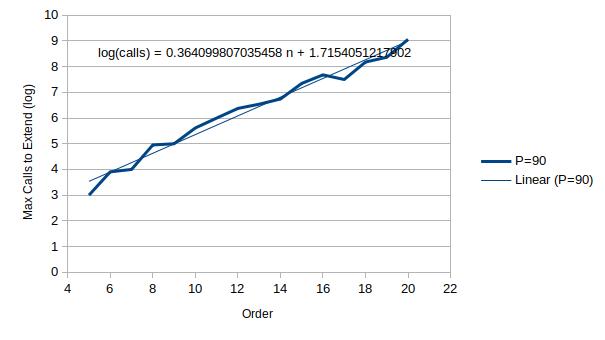 10
9
log(calls) = 0.364099807035458 n + 1.7154051217902
8
7
6
5
4
3
2
1
0
Max Calls to Extend (log)
4 6 8 10 12 14 16 18 20 22
Order
P=90
Linear (P=90)